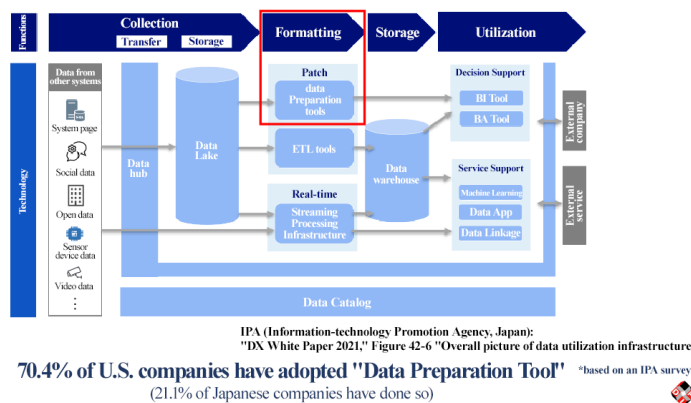 Functions
Collection
Transfer
Storage
Formatting
Storage
Utilization
Technology
Data from
other systems
System page
Social data
Open data
Sensor
device data
Video data
Data
hub
Data
Lake
Patch
data
Preparation
tools
ETL tools
Real-time
Streaming
Processing
Infrastructure
Data
warehouse
Decision Support
BI Tool
BA Tool
Service Support
Machine Learning
Data App
Data Linkage
External
company
External
service
Data Catalog
IPA (Information-technology Promotion Agency, Japan):
"DX White Paper 2021," Figure 42-6 "Overall picture of data utilization infrastructure
70.4% of U.S. companies have adopted "Data Preparation Tool" *based on an IPA survey
(21.1% of Japanese companies have done so)